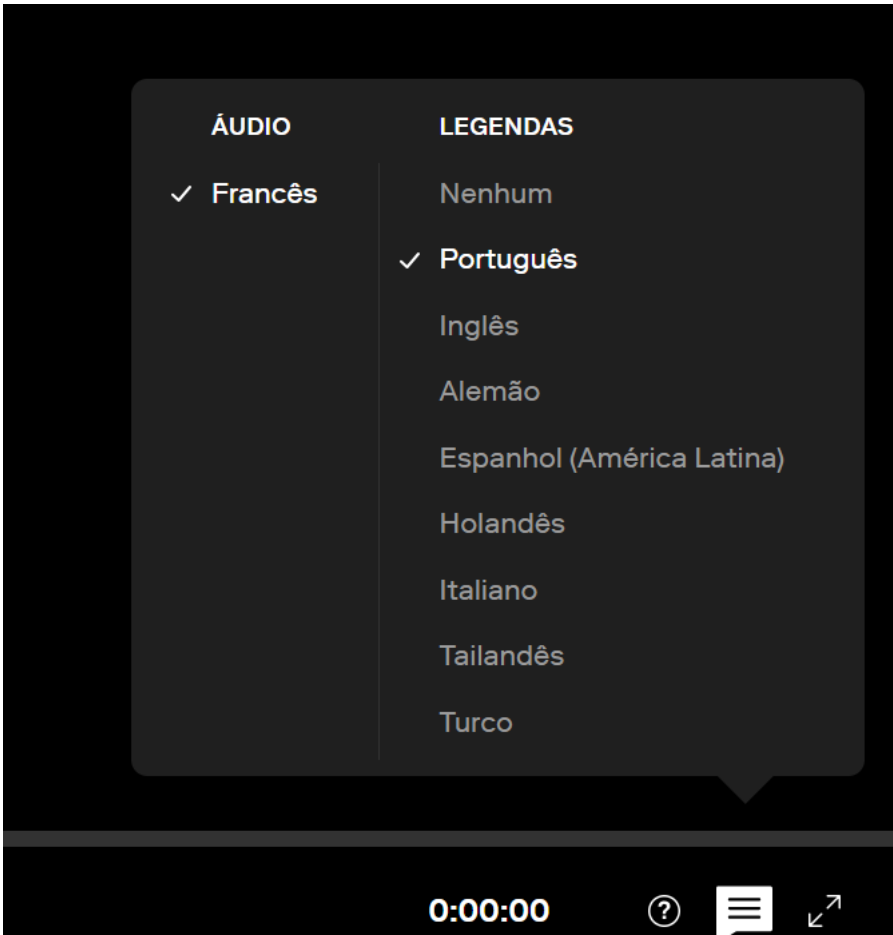 ÁUDIO
Francês
LEGENDAS
Nenhum
Português
Inglês
Alemão
Espanhol (América Latina)
Holandês
Italiano
Tailandês
Turco
0:00:00
?